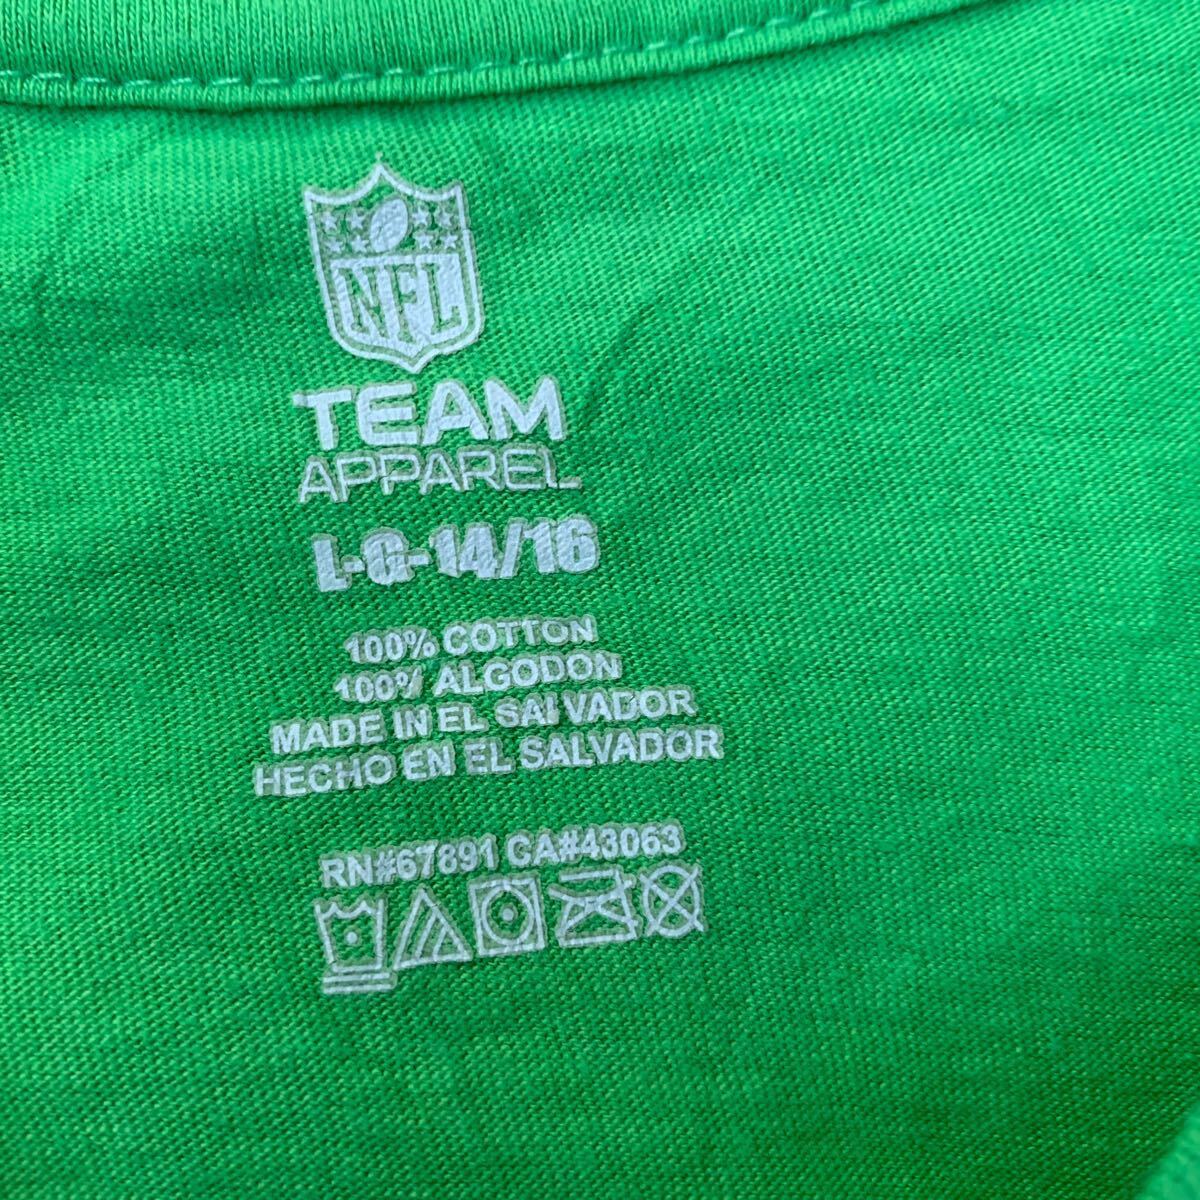 NFL
TEAM
APPAREL
L-G-14/16
100% COTTON
100% ALGODON
MADE IN EL SALVADOR
HECHO EN EL SALVADOR
RN#67891 CA#43063